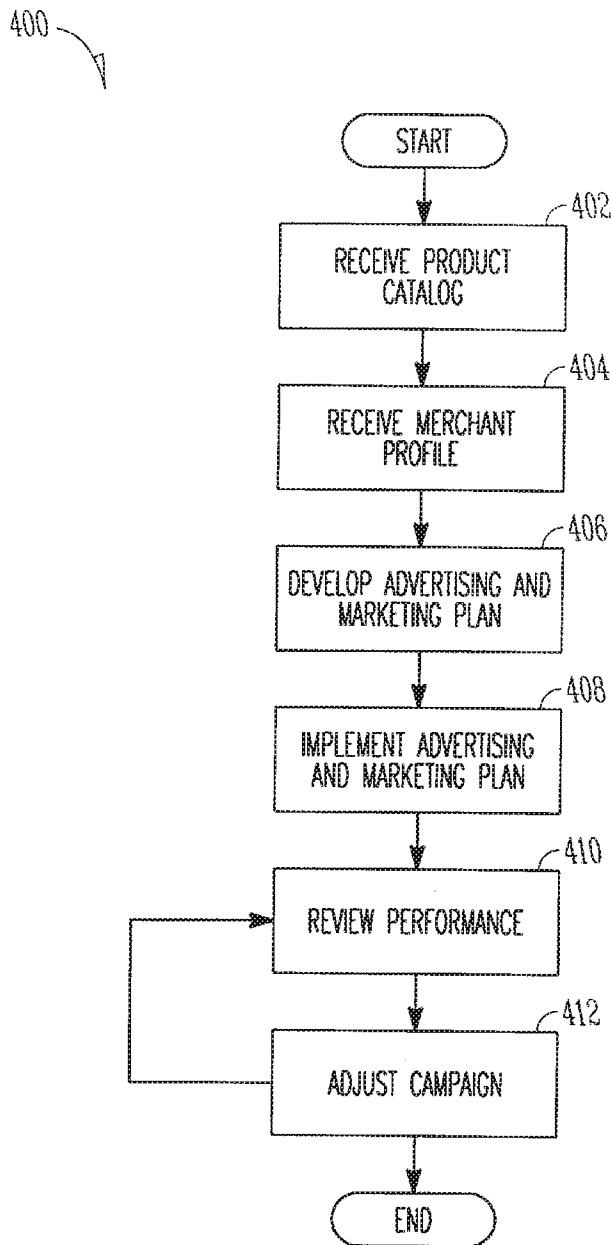 400
START
402
RECEIVE PRODUCT
CATALOG
404
RECEIVE MERCHANT
PROFILE
406
DEVELOP ADVERTISING AND
MARKETING PLAN
408
IMPLEMENT ADVERTISING
AND MARKETING PLAN
410
REVIEW PERFORMANCE
412
ADJUST CAMPAIGN
END